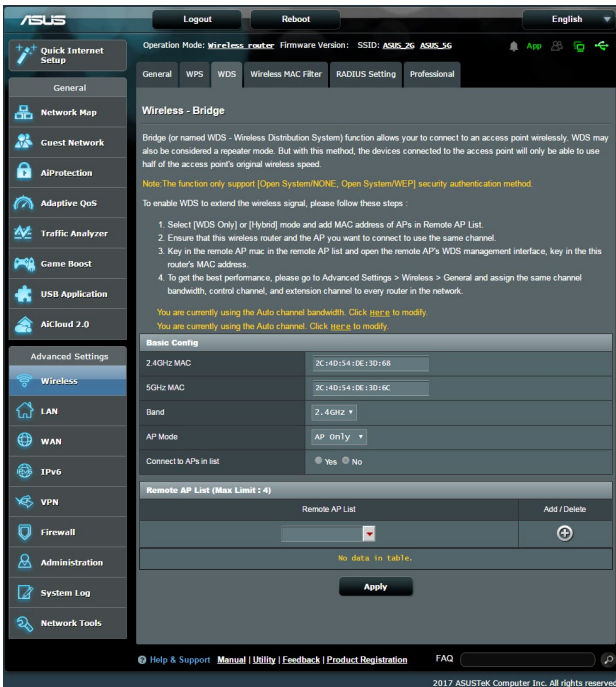 ASUS
Logout
Reboot
English
Quick Internet
Setup
Operation Mode: Wireless router Firmware Version: SSID: ASUS_2G ASUS_5G
App
General
WPS
WDS
Wireless MAC Filter
RADIUS Setting
Professional
General
Network Map
Guest Network
AiProtection
Adaptive QoS
Traffic Analyzer
Game Boost
USB Application
AiCloud 2.0
Advanced Settings
Wireless
LAN
WAN
IPv6
VPN
Firewall
Administration
System Log
Network Tools
Wireless - Bridge
Bridge (or named WDS - Wireless Distribution System) function allows your to connect to an access point wirelessly. WDS may
also be considered a repeater mode. But with this method, the devices connected to the access point will only be able to use
half of the access point's original wireless speed.
Note:The function only support [Open System/NONE, Open System/WEP] security authentication method.
To enable WDS to extend the wireless signal, please follow these steps :
1. Select [WDS Only] or [Hybrid] mode and add MAC address of APs in Remote AP List.
2. Ensure that this wireless router and the AP you want to connect to use the same channel.
3. Key in the remote AP mac in the remote AP list and open the remote AP's WDS management interface, key in the this
router's MAC address.
4. To get the best performance, please go to Advanced Settings > Wireless > General and assign the same channel
bandwidth, control channel, and extension channel to every router in the network.
You are currently using the Auto channel bandwidth. Click Here to modify.
You are currently using the Auto channel. Click Here to modify.
Basic Config
2.4GHz MAC
2C:4D:54:DE:3D:68
5GHz MAC
2C:4D:54:DE:3D:6C
Band
2.4GHz
AP Mode
AP Only
Connect to APs in list
Yes No
Remote AP List (Max Limit : 4)
Remote AP List
Add / Delete
No data in table.
Apply
Help & Support Manual | Utility | Feedback | Product Registration
FAQ
2017 ASUSTeK Computer Inc. All rights reserved